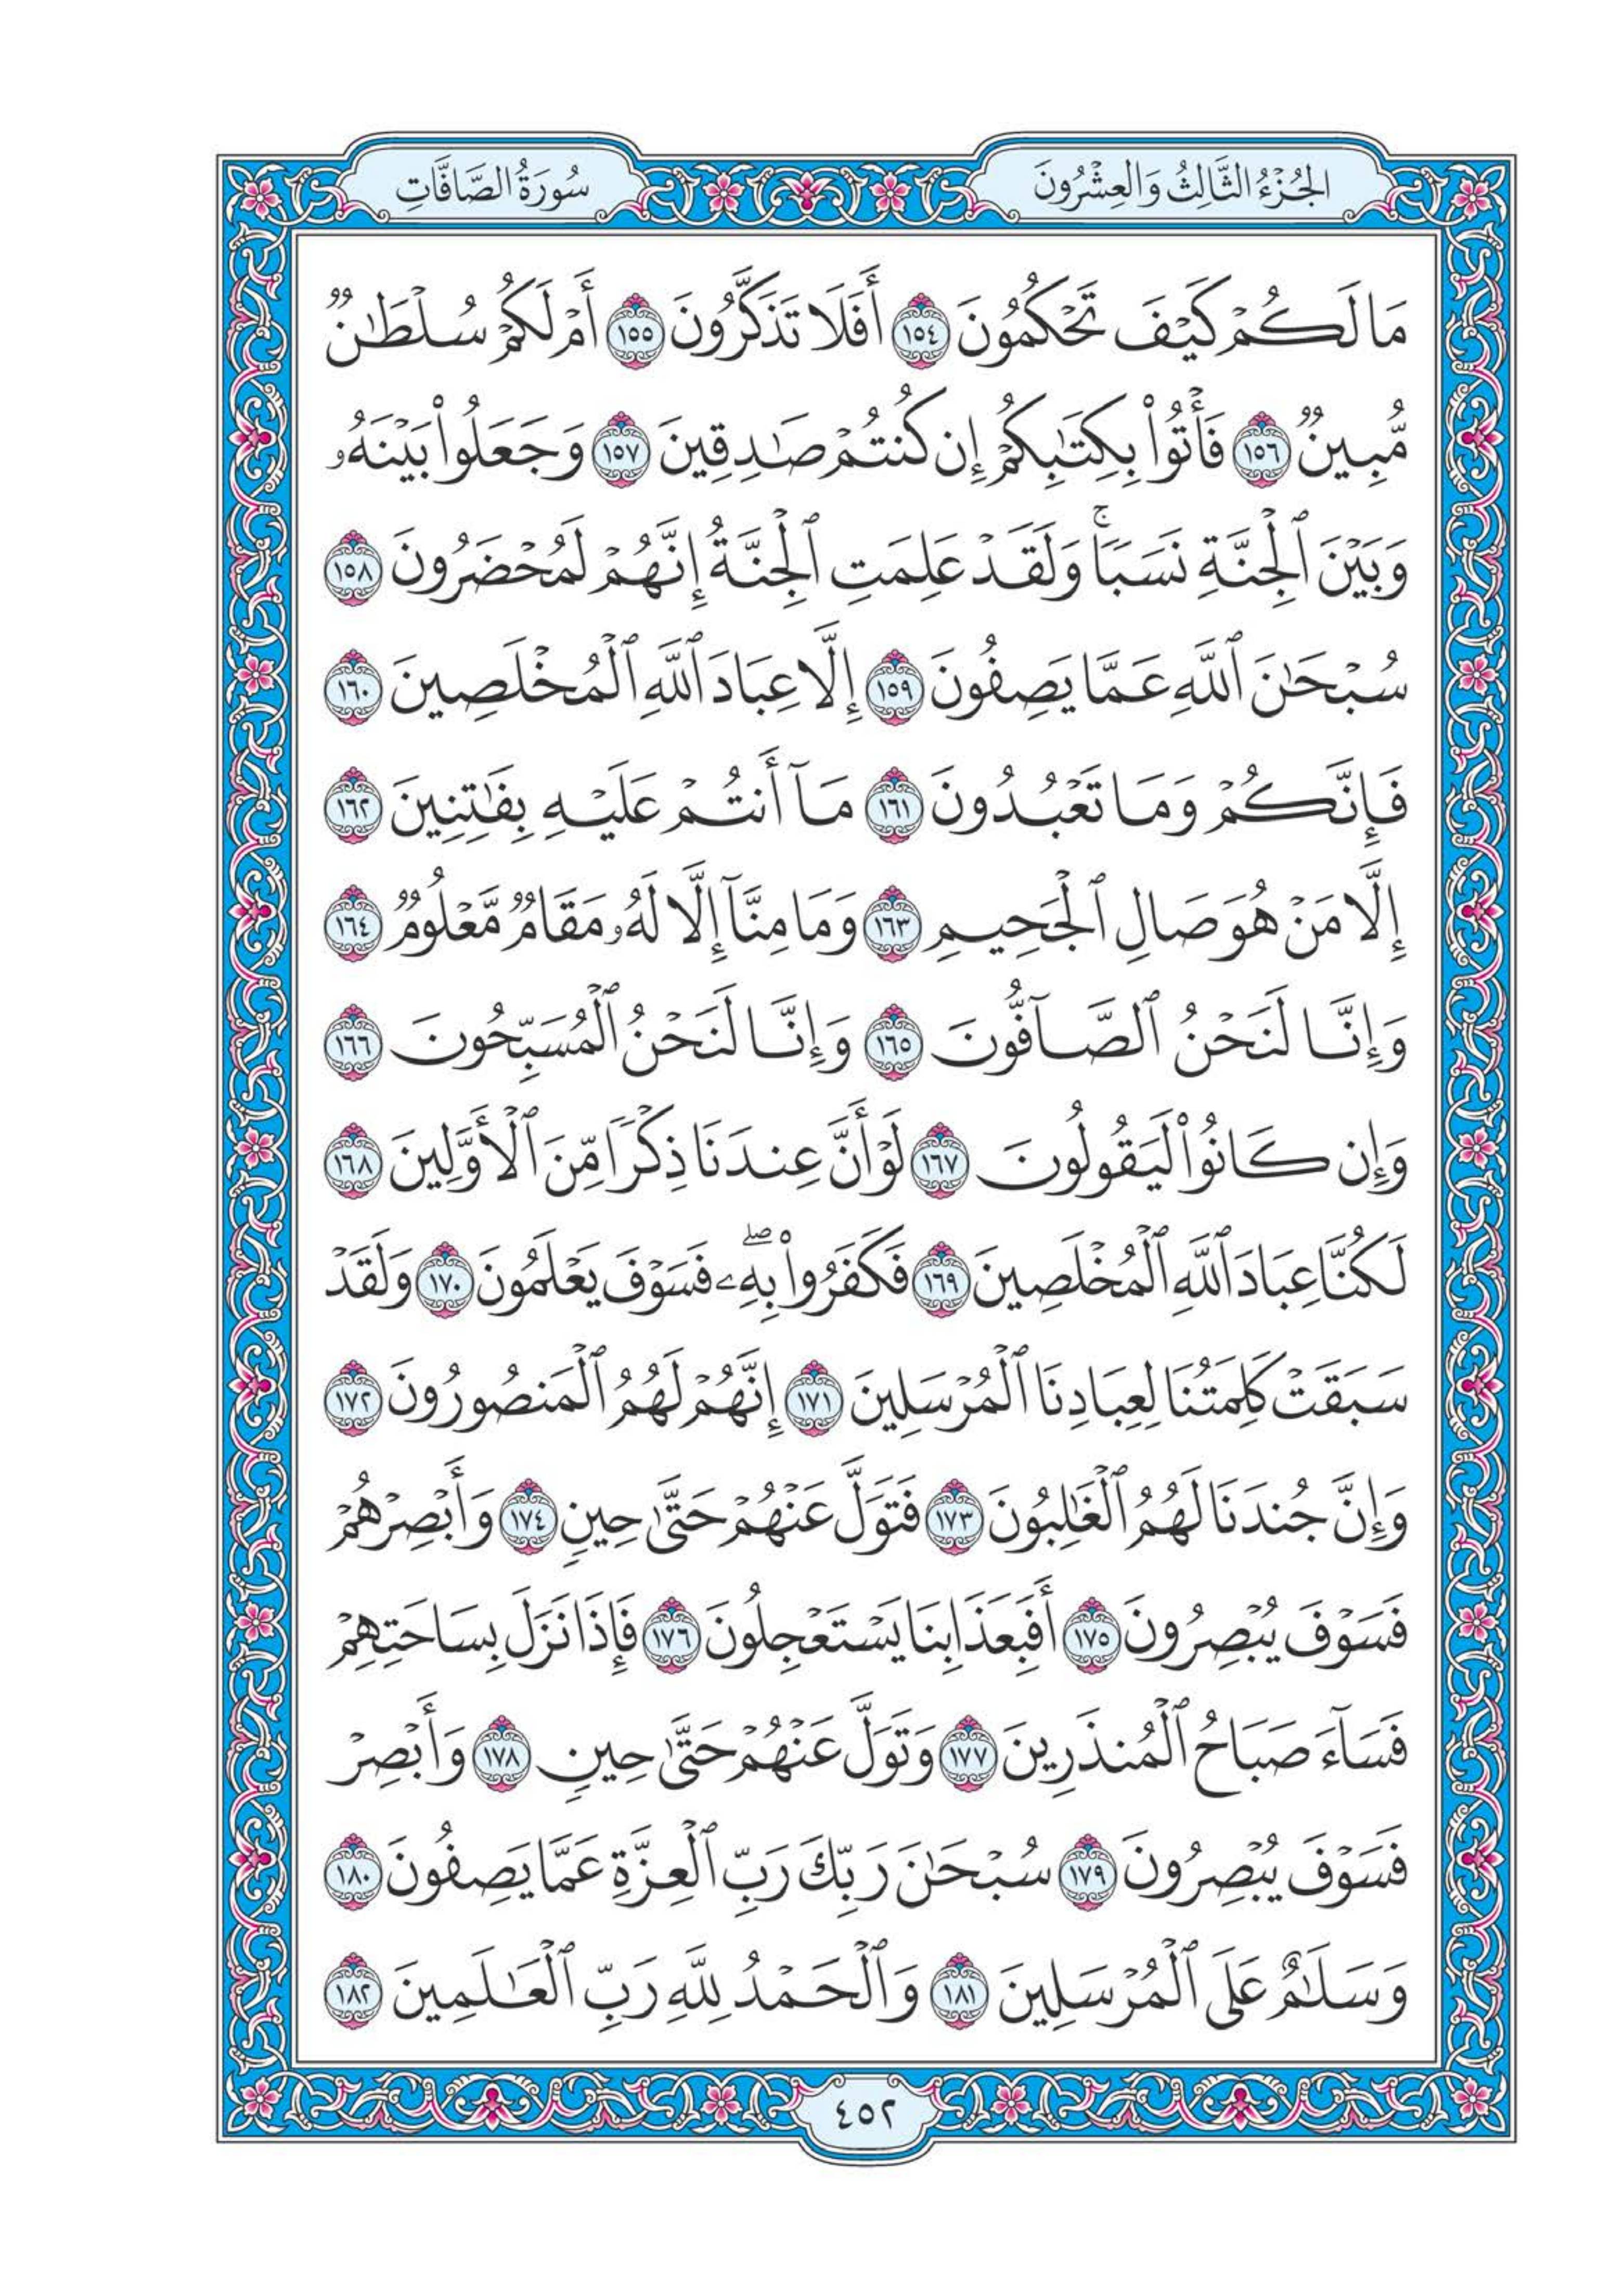 الجُزْءُ الثَّالِثُ وَالعِشْرُونَ
سُورَةُ الصَّافَّاتِ
مَا لَكُمْ كَيْفَ تَحْكُمُونَ ١٥٤ أَفَلَا تَذَكَّرُونَ ١٥٥ أَمْ لَكُمْ سُلْطَٰنٌ
مُّبِينٌ ١٥٦ فَأْتُوا۟ بِكِتَٰبِكُمْ إِن كُنتُمْ صَٰدِقِينَ ١٥٧ وَجَعَلُوا۟ بَيْنَهُۥ
وَبَيْنَ ٱلْجِنَّةِ نَسَبًا ۚ وَلَقَدْ عَلِمَتِ ٱلْجِنَّةُ إِنَّهُمْ لَمُحْضَرُونَ ١٥٨
سُبْحَٰنَ ٱللَّهِ عَمَّا يَصِفُونَ ١٥٩ إِلَّا عِبَادَ ٱللَّهِ ٱلْمُخْلَصِينَ ١٦٠
فَإِنَّكُمْ وَمَا تَعْبُدُونَ ١٦١ مَآ أَنتُمْ عَلَيْهِ بِفَٰتِنِينَ ١٦٢
إِلَّا مَنْ هُوَ صَالِ ٱلْجَحِيمِ ١٦٣ وَمَا مِنَّآ إِلَّا لَهُۥ مَقَامٌ مَّعْلُومٌ ١٦٤
وَإِنَّا لَنَحْنُ ٱلصَّآفُّونَ ١٦٥ وَإِنَّا لَنَحْنُ ٱلْمُسَبِّحُونَ ١٦٦
وَإِن كَانُوا۟ لَيَقُولُونَ ١٦٧ لَوْ أَنَّ عِندَنَا ذِكْرًا مِّنَ ٱلْأَوَّلِينَ ١٦٨
لَكُنَّا عِبَادَ ٱللَّهِ ٱلْمُخْلَصِينَ ١٦٩ فَكَفَرُوا۟ بِهِۦ ۖ فَسَوْفَ يَعْلَمُونَ ١٧٠ وَلَقَدْ
سَبَقَتْ كَلِمَتُنَا لِعِبَادِنَا ٱلْمُرْسَلِينَ ١٧١ إِنَّهُمْ لَهُمُ ٱلْمَنصُورُونَ ١٧٢
وَإِنَّ جُندَنَا لَهُمُ ٱلْغَٰلِبُونَ ١٧٣ فَتَوَلَّ عَنْهُمْ حَتَّىٰ حِينٍ ١٧٤ وَأَبْصِرْهُمْ
فَسَوْفَ يُبْصِرُونَ ١٧٥ أَفَبِعَذَابِنَا يَسْتَعْجِلُونَ ١٧٦ فَإِذَا نَزَلَ بِسَاحَتِهِمْ
فَسَآءَ صَبَاحُ ٱلْمُنذَرِينَ ١٧٧ وَتَوَلَّ عَنْهُمْ حَتَّىٰ حِينٍ ١٧٨ وَأَبْصِرْ
فَسَوْفَ يُبْصِرُونَ ١٧٩ سُبْحَٰنَ رَبِّكَ رَبِّ ٱلْعِزَّةِ عَمَّا يَصِفُونَ ١٨٠
وَسَلَٰمٌ عَلَى ٱلْمُرْسَلِينَ ١٨١ وَٱلْحَمْدُ لِلَّهِ رَبِّ ٱلْعَٰلَمِينَ ١٨٢
٤٥٢